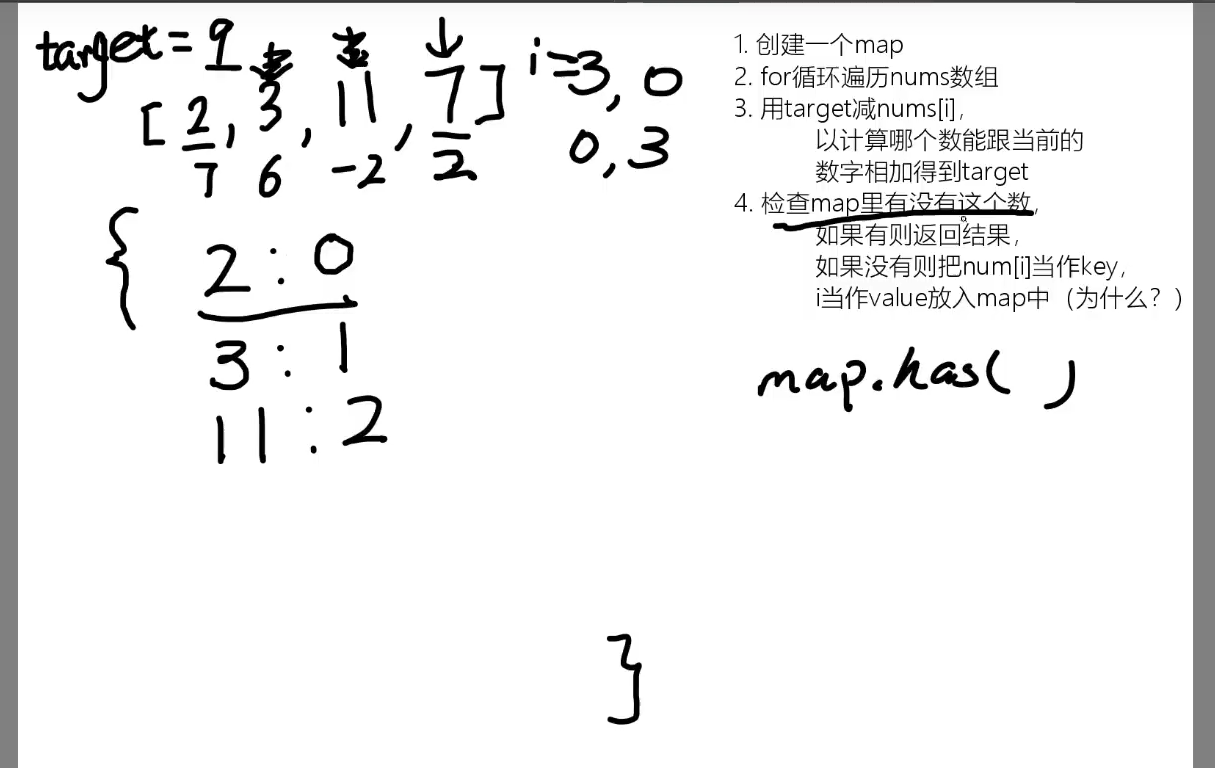 target = 9
[ 2, 3, 11, 7 ] i=3, 0
7 6 -2 2 0, 3
{
2 : 0
3 : 1
11 : 2
}
1. 创建一个map
2. for循环遍历nums数组
3. 用target减nums[i],
以计算哪个数能跟当前的
数字相加得到target
4. 检查map里有没有这个数,
如果有则返回结果,
如果没有则把num[i]当作key,
i当作value放入map中（为什么？）
map.has( )